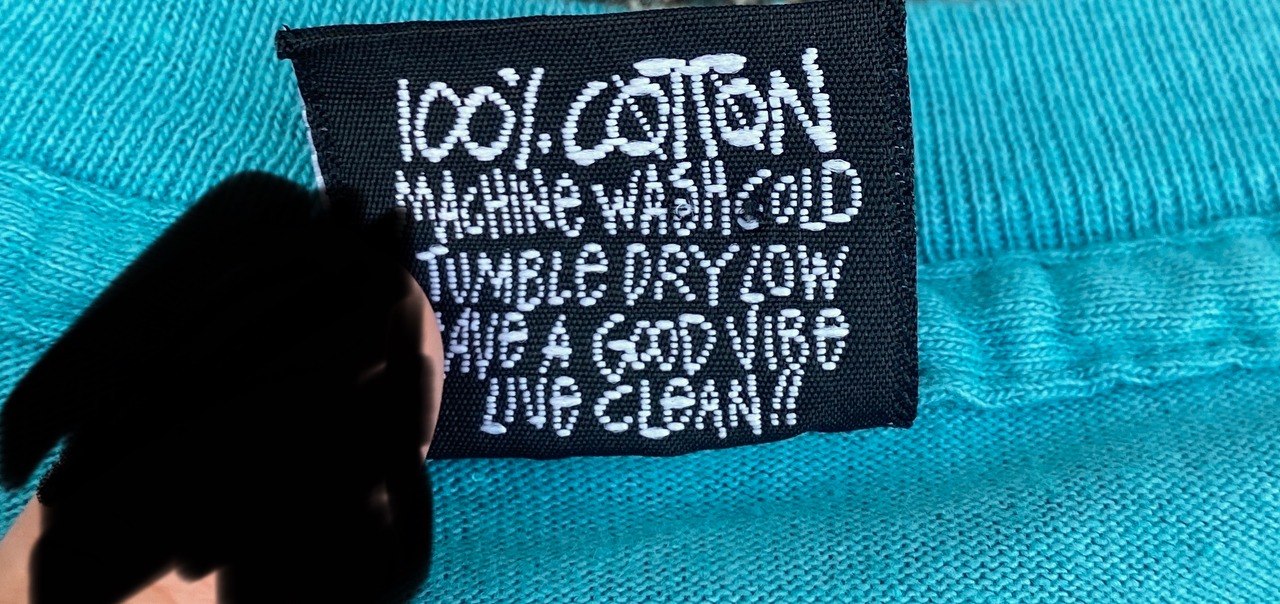 100% COTTON
MACHINE WASH COLD
TUMBLE DRY LOW
A GOOD VIBE
LIVE CLEAN!!